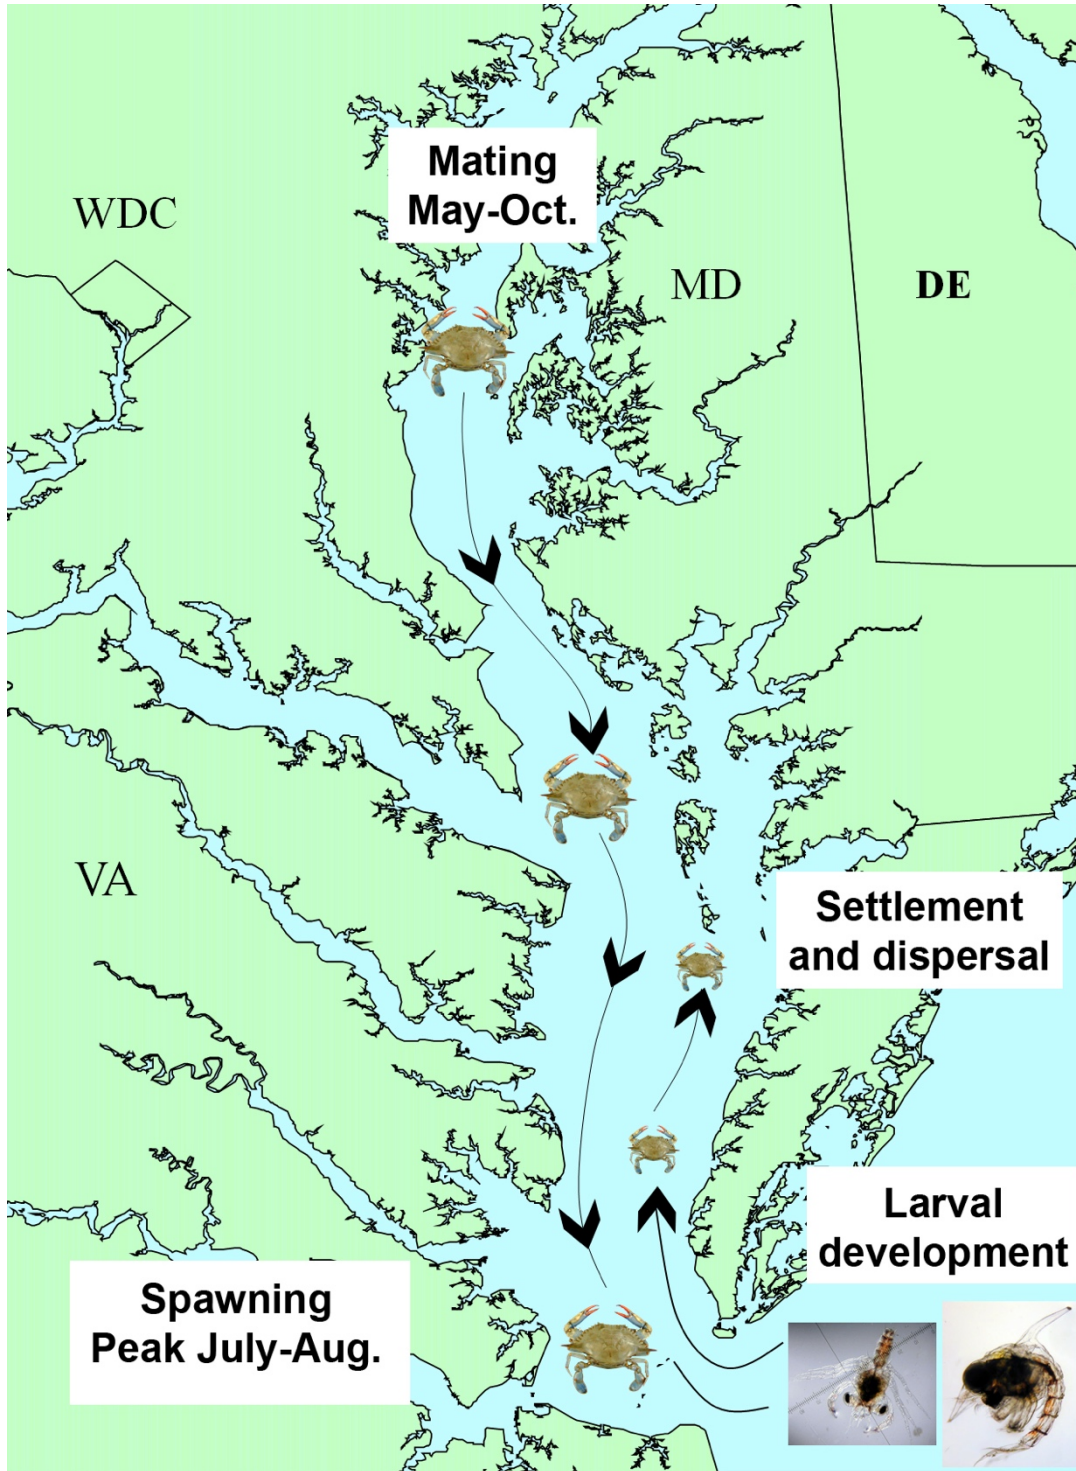 Mating
May-Oct.
WDC
MD
DE
VA
Settlement
and dispersal
Larval
development
Spawning
Peak July-Aug.